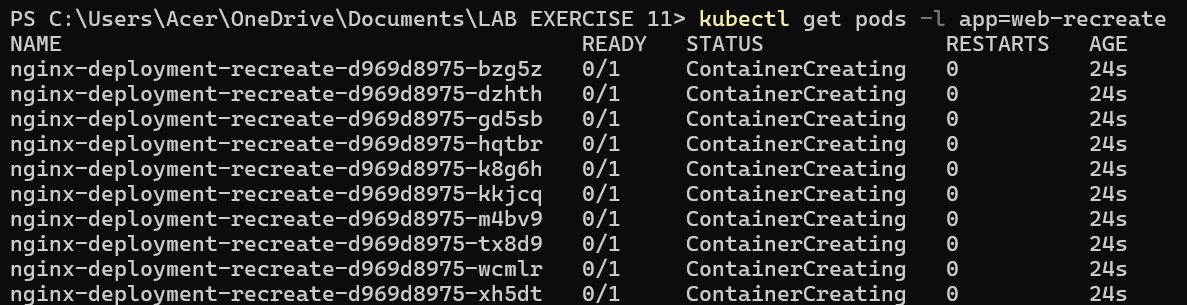 PS C:\Users\Acer\OneDrive\Documents\LAB EXERCISE 11> kubectl get pods -l app=web-recreate
NAME                                         READY   STATUS              RESTARTS   AGE
nginx-deployment-recreate-d969d8975-bzg5z   0/1     ContainerCreating   0          24s
nginx-deployment-recreate-d969d8975-dzhth   0/1     ContainerCreating   0          24s
nginx-deployment-recreate-d969d8975-gd5sb   0/1     ContainerCreating   0          24s
nginx-deployment-recreate-d969d8975-hqtbr   0/1     ContainerCreating   0          24s
nginx-deployment-recreate-d969d8975-k8g6h   0/1     ContainerCreating   0          24s
nginx-deployment-recreate-d969d8975-kkjcq   0/1     ContainerCreating   0          24s
nginx-deployment-recreate-d969d8975-m4bv9   0/1     ContainerCreating   0          24s
nginx-deployment-recreate-d969d8975-tx8d9   0/1     ContainerCreating   0          24s
nginx-deployment-recreate-d969d8975-wcmlr   0/1     ContainerCreating   0          24s
nginx-deployment-recreate-d969d8975-xh5dt   0/1     ContainerCreating   0          24s